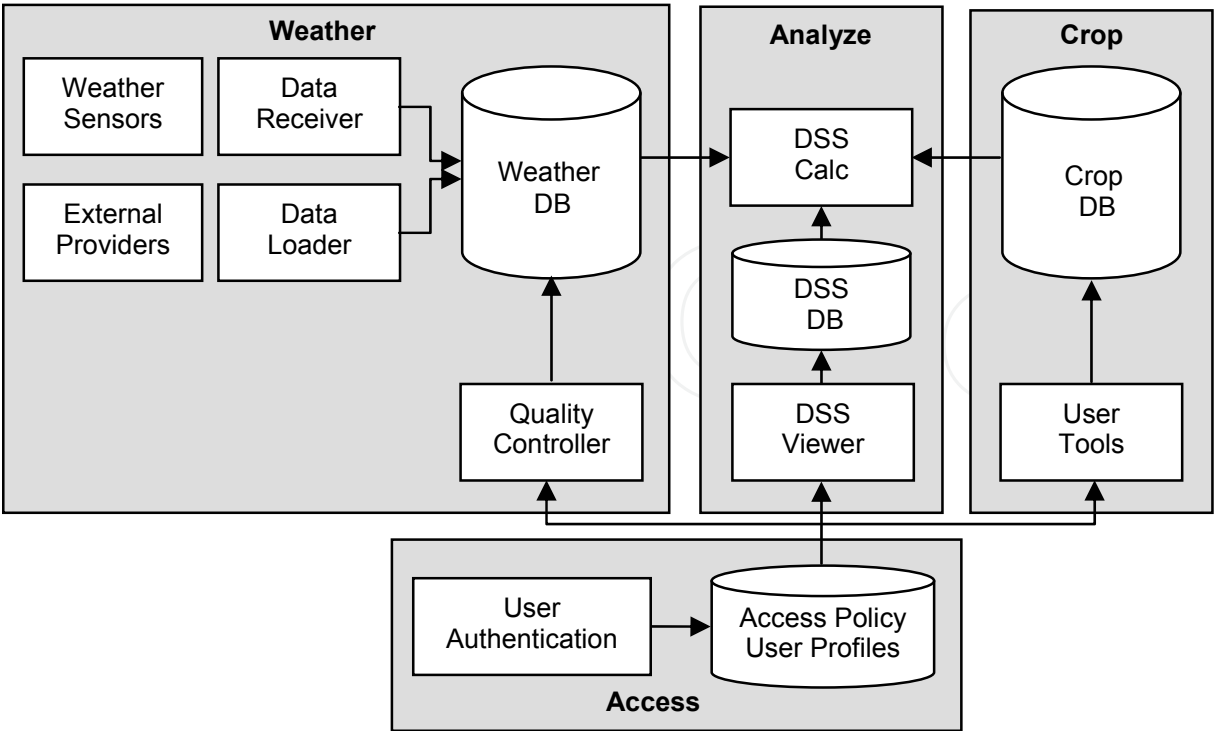 Weather
Weather
Sensors
Data
Receiver
External
Providers
Data
Loader
Weather
DB
Quality
Controller
Analyze
DSS
Calc
DSS
DB
DSS
Viewer
Crop
Crop
DB
User
Tools
User
Authentication
Access Policy
User Profiles
Access